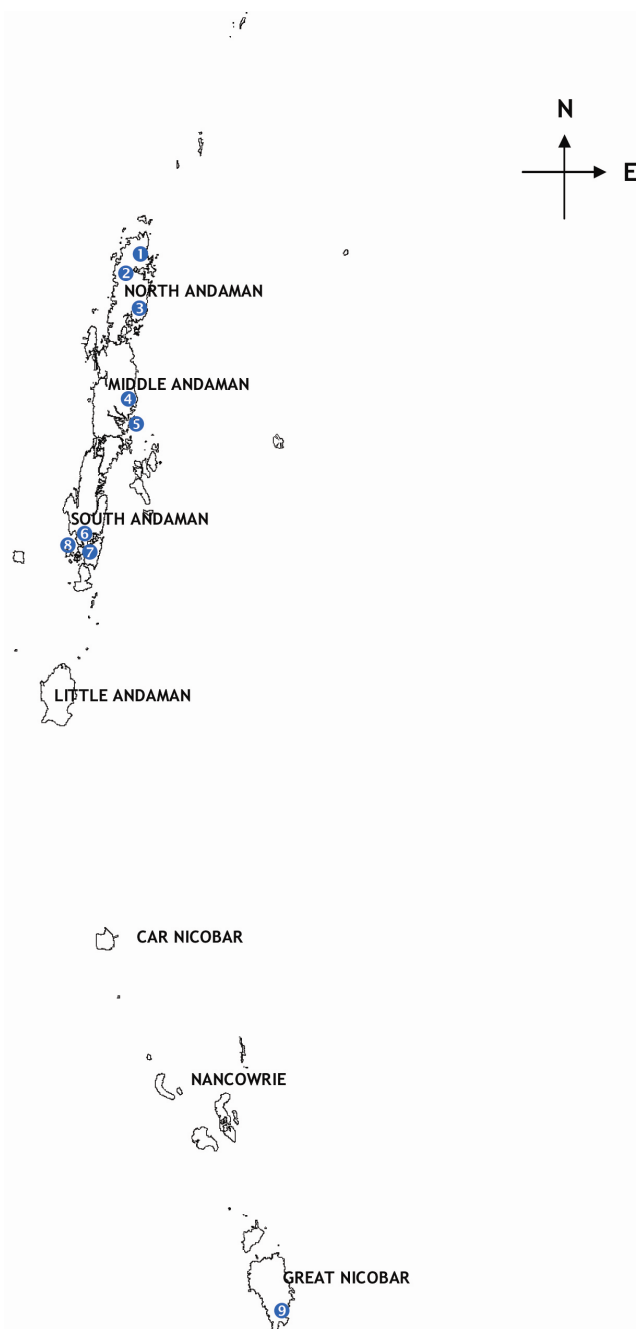 N
E
1
2
NORTH ANDAMAN
3
MIDDLE ANDAMAN
4
5
SOUTH ANDAMAN
6
8
7
LITTLE ANDAMAN
CAR NICOBAR
NANCOWRIE
GREAT NICOBAR
9